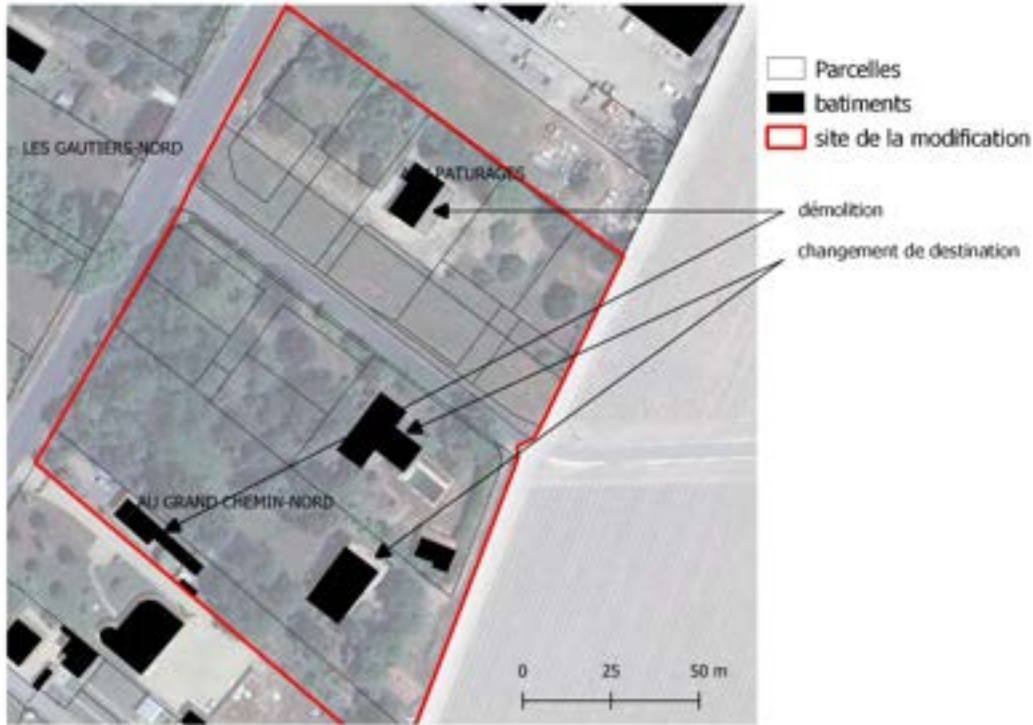 Parcelles
batiments
site de la modification
LES GAUTIERS-NORD
PATURAGES
démolition
changement de destination
AU GRAND CHEMIN-NORD
0 25 50 m